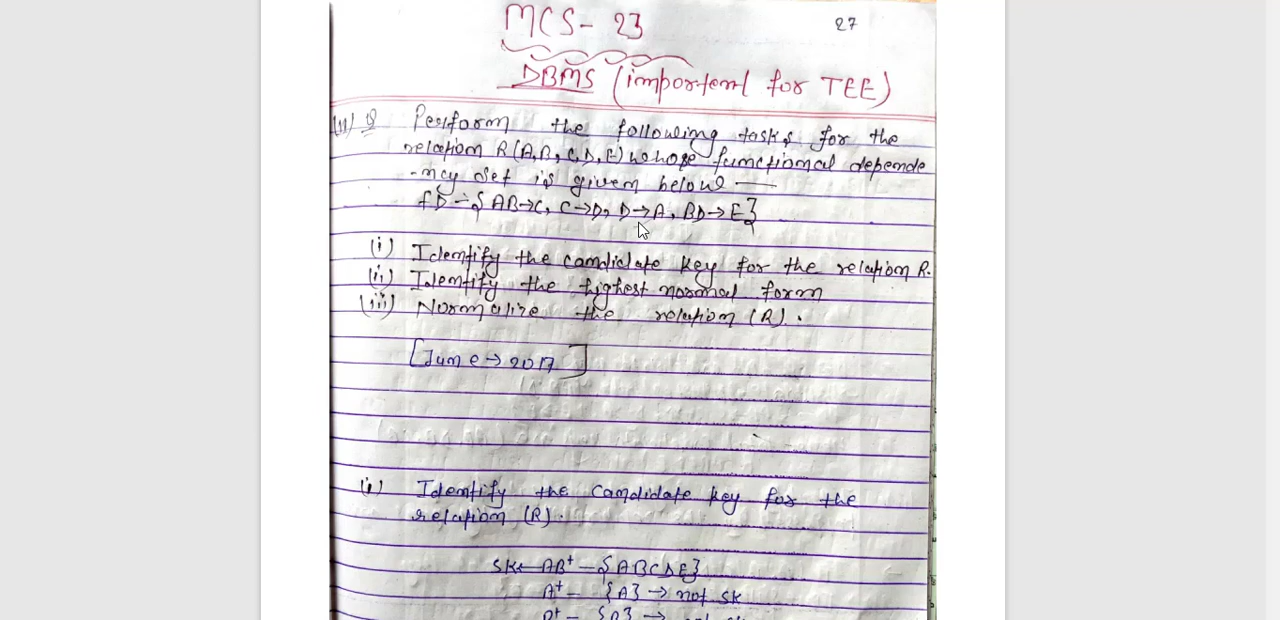 MCS- 23
27
DBMS (important for TEE)
(11) Q Perform the following tasks for the
relation R(A,B,C,D,E) whose functional depende
-ncy set is given below —
fD-{AB→C, C→D, D→A, BD→E}
(i) Identify the candidate key for the relation R.
(ii) Identify the highest normal form
(iii) Normalize the relation (R).
[June→2017]
(i) Identify the candidate key for the
relation (R).
SK← AB⁺ - {ABCDE}
A⁺ - {A} → not SK